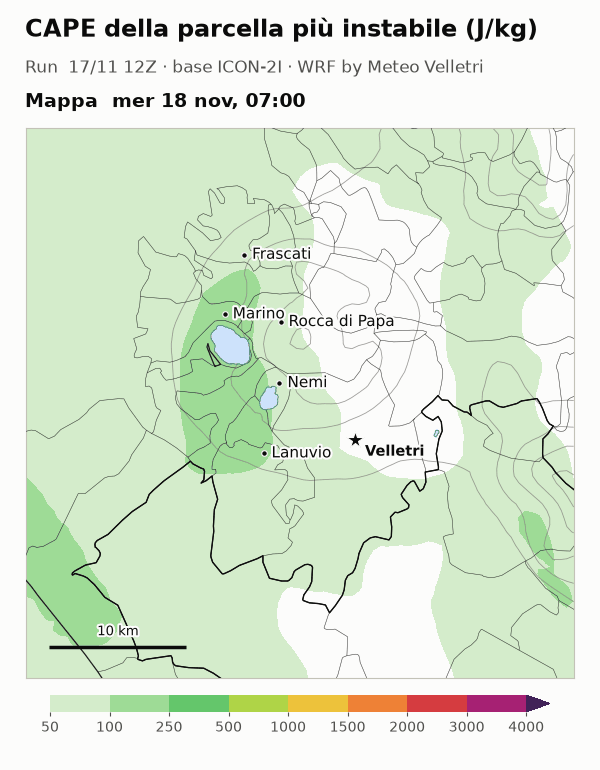 CAPE della parcella più instabile (J/kg)
Run  17/11 12Z · base ICON-2I · WRF by Meteo Velletri
Mappa  mer 18 nov, 07:00
Frascati
Marino
Rocca di Papa
Nemi
Velletri
Lanuvio
10 km
50 100 250 500 1000 1500 2000 3000 4000